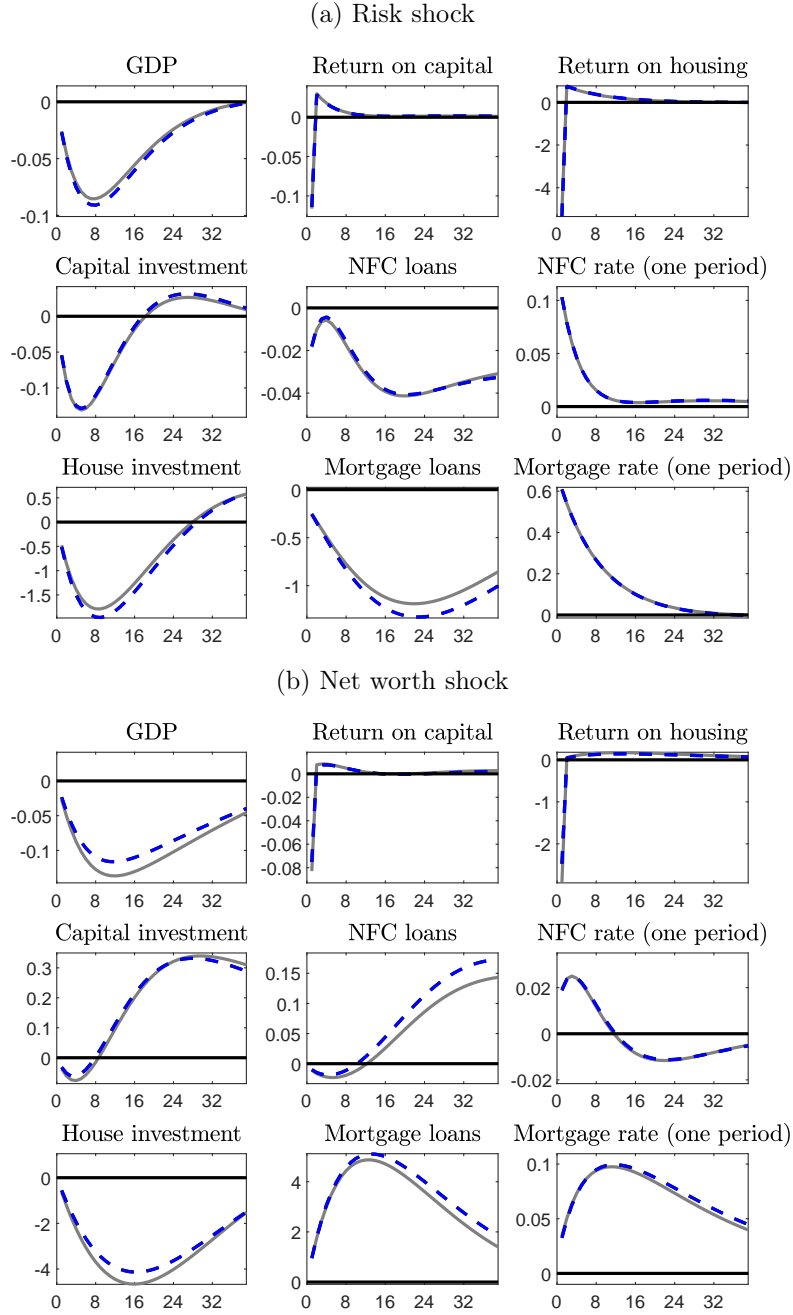 (a) Risk shock
GDP Return on capital Return on housing
0 -0.05 -0.1
0 8 16 24 32
0 -0.05 -0.1
0 8 16 24 32
0 -2 -4
0 8 16 24 32
Capital investment NFC loans NFC rate (one period)
0 -0.05 -0.1
0 8 16 24 32
0 -0.02 -0.04
0 8 16 24 32
0.1 0.05 0
0 8 16 24 32
House investment Mortgage loans Mortgage rate (one period)
0.5 0 -0.5 -1 -1.5
0 8 16 24 32
0 -1
0 8 16 24 32
0.6 0.4 0.2 0
0 8 16 24 32
(b) Net worth shock
GDP Return on capital Return on housing
0 -0.05 -0.1
0 8 16 24 32
0 -0.02 -0.04 -0.06 -0.08
0 8 16 24 32
0 -1 -2
0 8 16 24 32
Capital investment NFC loans NFC rate (one period)
0.3 0.2 0.1 0
0 8 16 24 32
0.15 0.1 0.05 0
0 8 16 24 32
0.02 0 -0.02
0 8 16 24 32
House investment Mortgage loans Mortgage rate (one period)
0 -2 -4
0 8 16 24 32
4 2 0
0 8 16 24 32
0.1 0.05 0
0 8 16 24 32